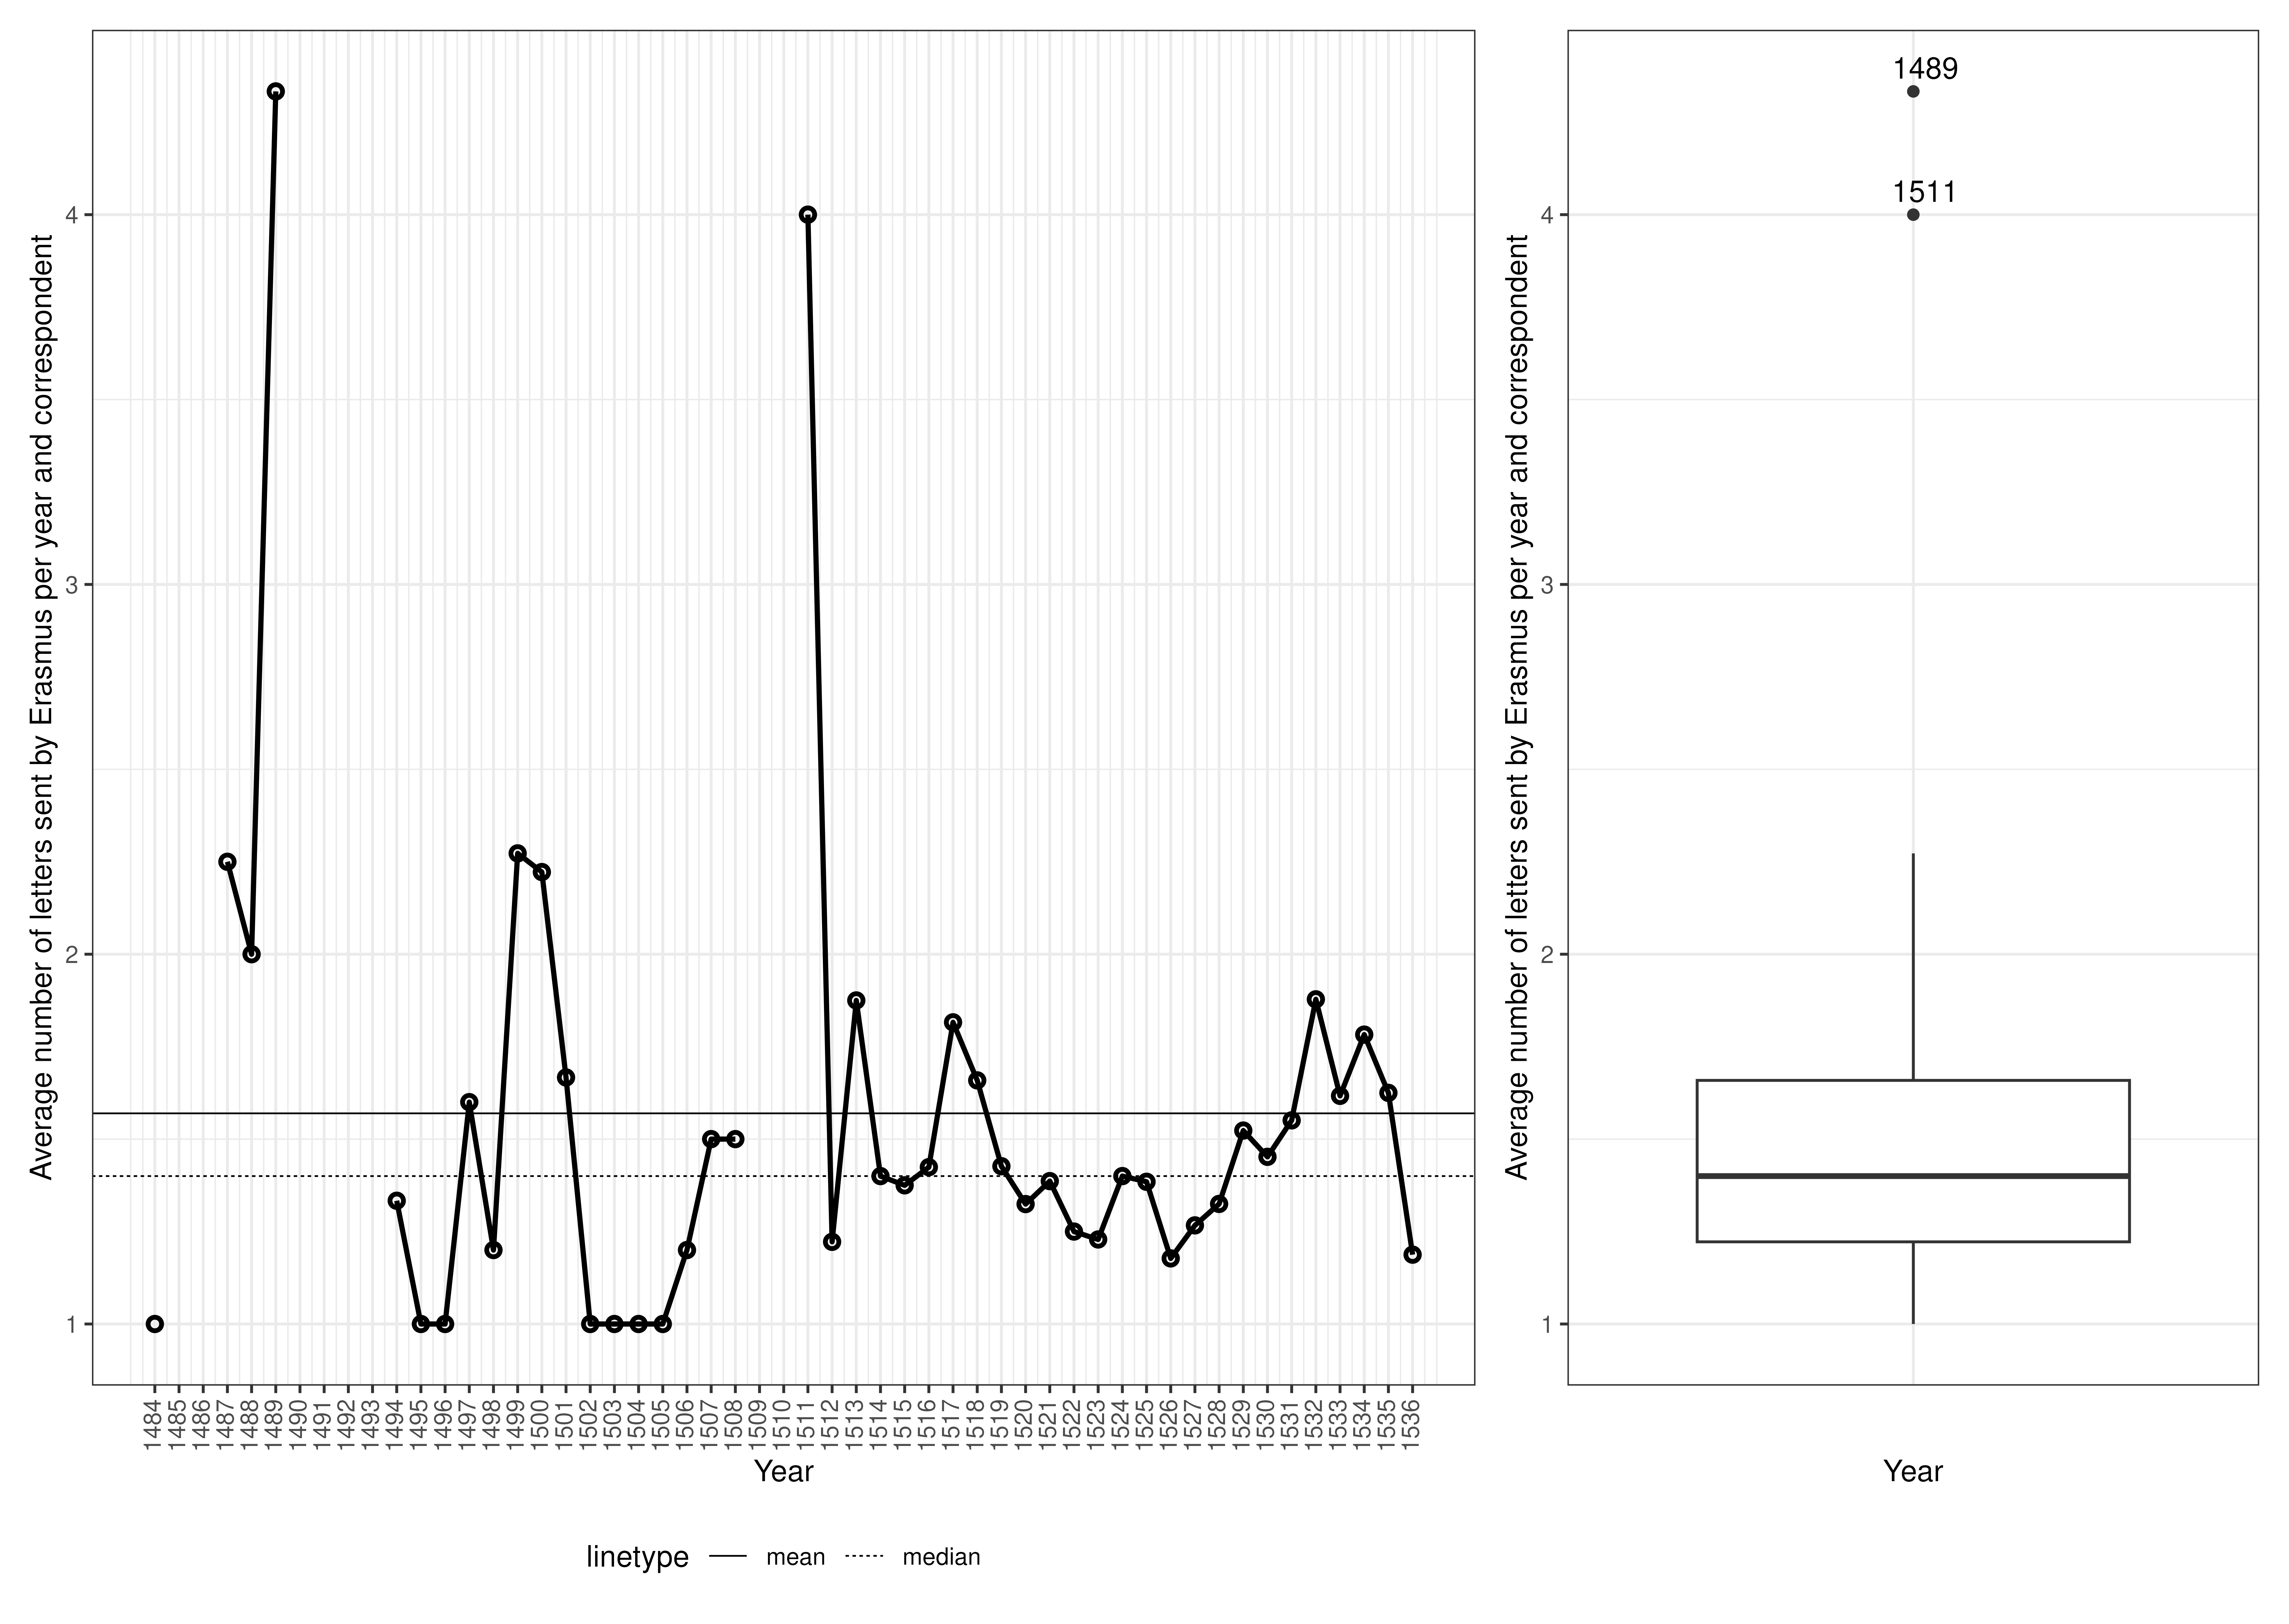 Average number of letters sent by Erasmus per year and correspondent
4
3
2
1
1484 1485 1486 1487 1488 1489 1490 1491 1492 1493 1494 1495 1496 1497 1498 1499 1500 1501 1502 1503 1504 1505 1506 1507 1508 1509 1510 1511 1512 1513 1514 1515 1516 1517 1518 1519 1520 1521 1522 1523 1524 1525 1526 1527 1528 1529 1530 1531 1532 1533 1534 1535 1536
Year
linetype mean median
Average number of letters sent by Erasmus per year and correspondent
4
3
2
1
1489
1511
Year